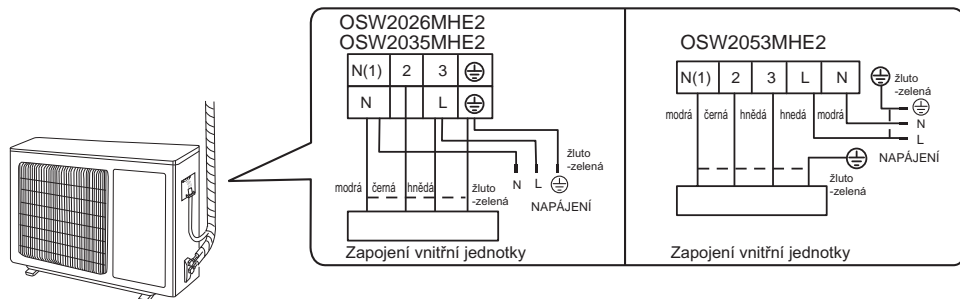 OSW2026MHE2
OSW2035MHE2
N(1) 2 3
N L
modrá černá hnědá žluto
-zelená
N L
žluto
-zelená
NAPÁJENÍ
Zapojení vnitřní jednotky
OSW2053MHE2
N(1) 2 3 L N
žluto
-zelená
modrá černá hnědá hnedá modrá
N
L
NAPÁJENÍ
žluto
-zelená
Zapojení vnitřní jednotky